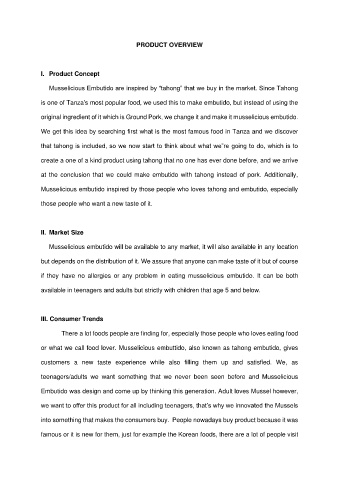 PRODUCT OVERVIEW
I. Product Concept
Musselicious Embutido are inspired by "tahong" that we buy in the market. Since Tahong
is one of Tanza's most popular food, we used this to make embutido, but instead of using the
original ingredient of it which is Ground Pork, we change it and make it musselicious embutido.
We get this idea by searching first what is the most famous food in Tanza and we discover
that tahong is included, so we now start to think about what we're going to do, which is to
create a one of a kind product using tahong that no one has ever done before, and we arrive
at the conclusion that we could make embutido with tahong instead of pork. Additionally,
Musselicious embutido inspired by those people who loves tahong and embutido, especially
those people who want a new taste of it.
II. Market Size
Musselicious embutido will be available to any market, it will also available in any location
but depends on the distribution of it. We assure that anyone can make taste of it but of course
if they have no allergies or any problem in eating musselicious embutido. It can be both
available in teenagers and adults but strictly with children that age 5 and below.
III. Consumer Trends
There a lot foods people are finding for, especially those people who loves eating food
or what we call food lover. Musselicious embuttido, also known as tahong embutido, gives
customers a new taste experience while also filling them up and satisfied. We, as
teenagers/adults we want something that we never been seen before and Musselicious
Embutido was design and come up by thinking this generation. Adult loves Mussel however,
we want to offer this product for all including teenagers, that's why we innovated the Mussels
into something that makes the consumers buy. People nowadays buy product because it was
famous or it is new for them, just for example the Korean foods, there are a lot of people visit